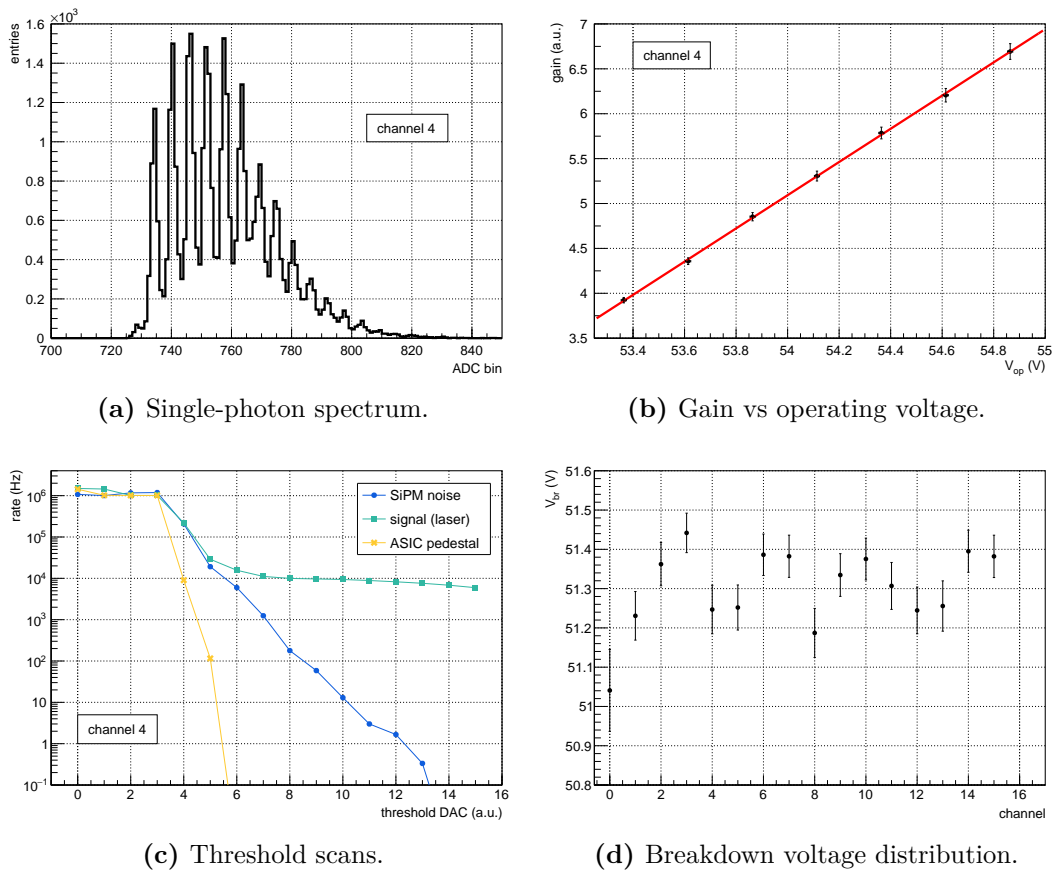 ×10³
entries
1.6
1.4
1.2
1
0.8
0.6
0.4
0.2
0
channel 4
700 720 740 760 780 800 820 840
ADC bin
(a) Single-photon spectrum.
gain (a.u.)
7
6.5
6
5.5
5
4.5
4
3.5
channel 4
53.4 53.6 53.8 54 54.2 54.4 54.6 54.8 55
V_op (V)
(b) Gain vs operating voltage.
rate (Hz)
10⁶
10⁵
10⁴
10³
10²
10
1
10⁻¹
SiPM noise
signal (laser)
ASIC pedestal
channel 4
0 2 4 6 8 10 12 14 16
threshold DAC (a.u.)
(c) Threshold scans.
V_br (V)
51.6
51.5
51.4
51.3
51.2
51.1
51
50.9
50.8
0 2 4 6 8 10 12 14 16
channel
(d) Breakdown voltage distribution.